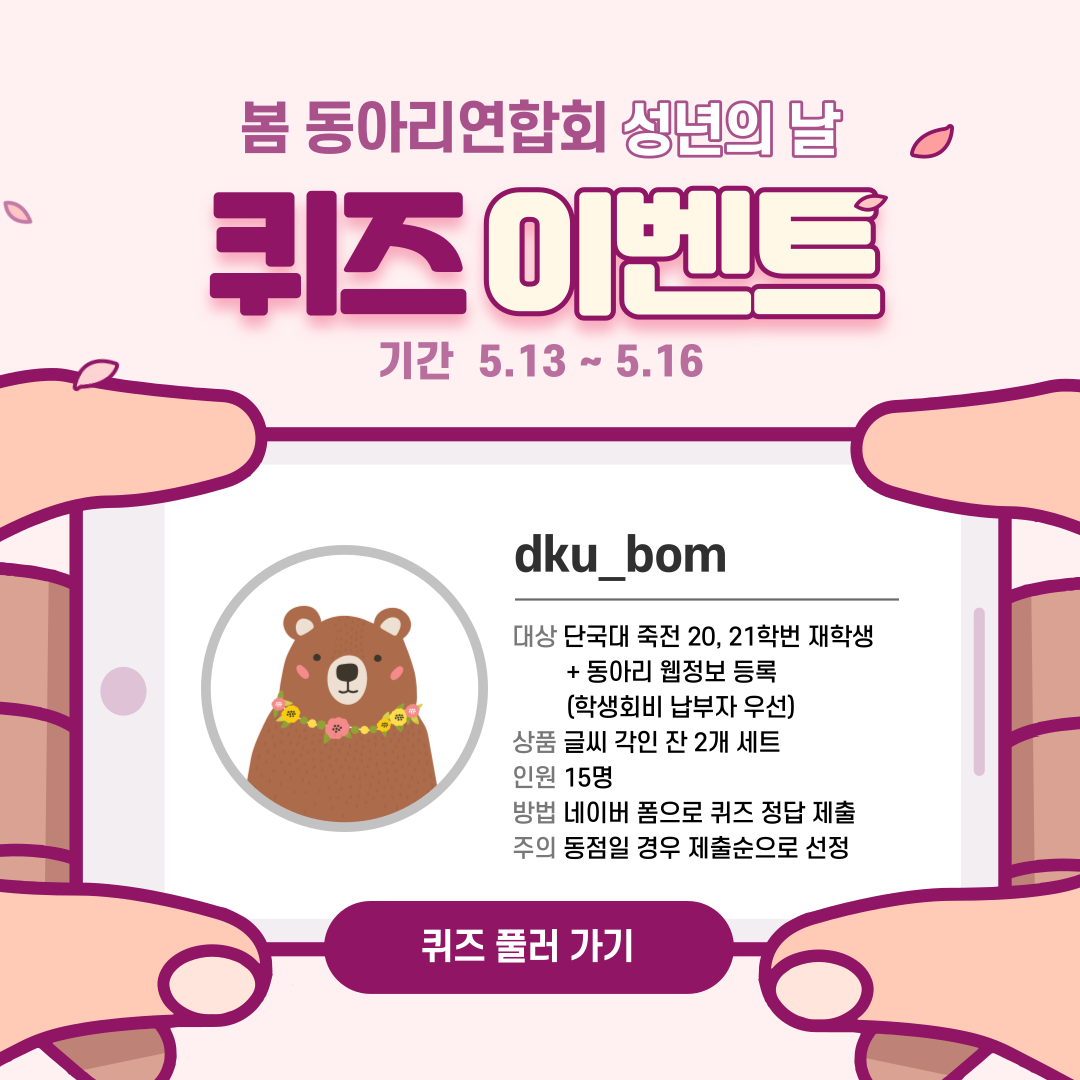 봄 동아리연합회 성년의 날
퀴즈 이벤트
기간 5.13 ~ 5.16
dku_bom
대상 단국대 죽전 20, 21학번 재학생
+ 동아리 웹정보 등록
(학생회비 납부자 우선)
상품 글씨 각인 잔 2개 세트
인원 15명
방법 네이버 폼으로 퀴즈 정답 제출
주의 동점일 경우 제출순으로 선정
퀴즈 풀러 가기